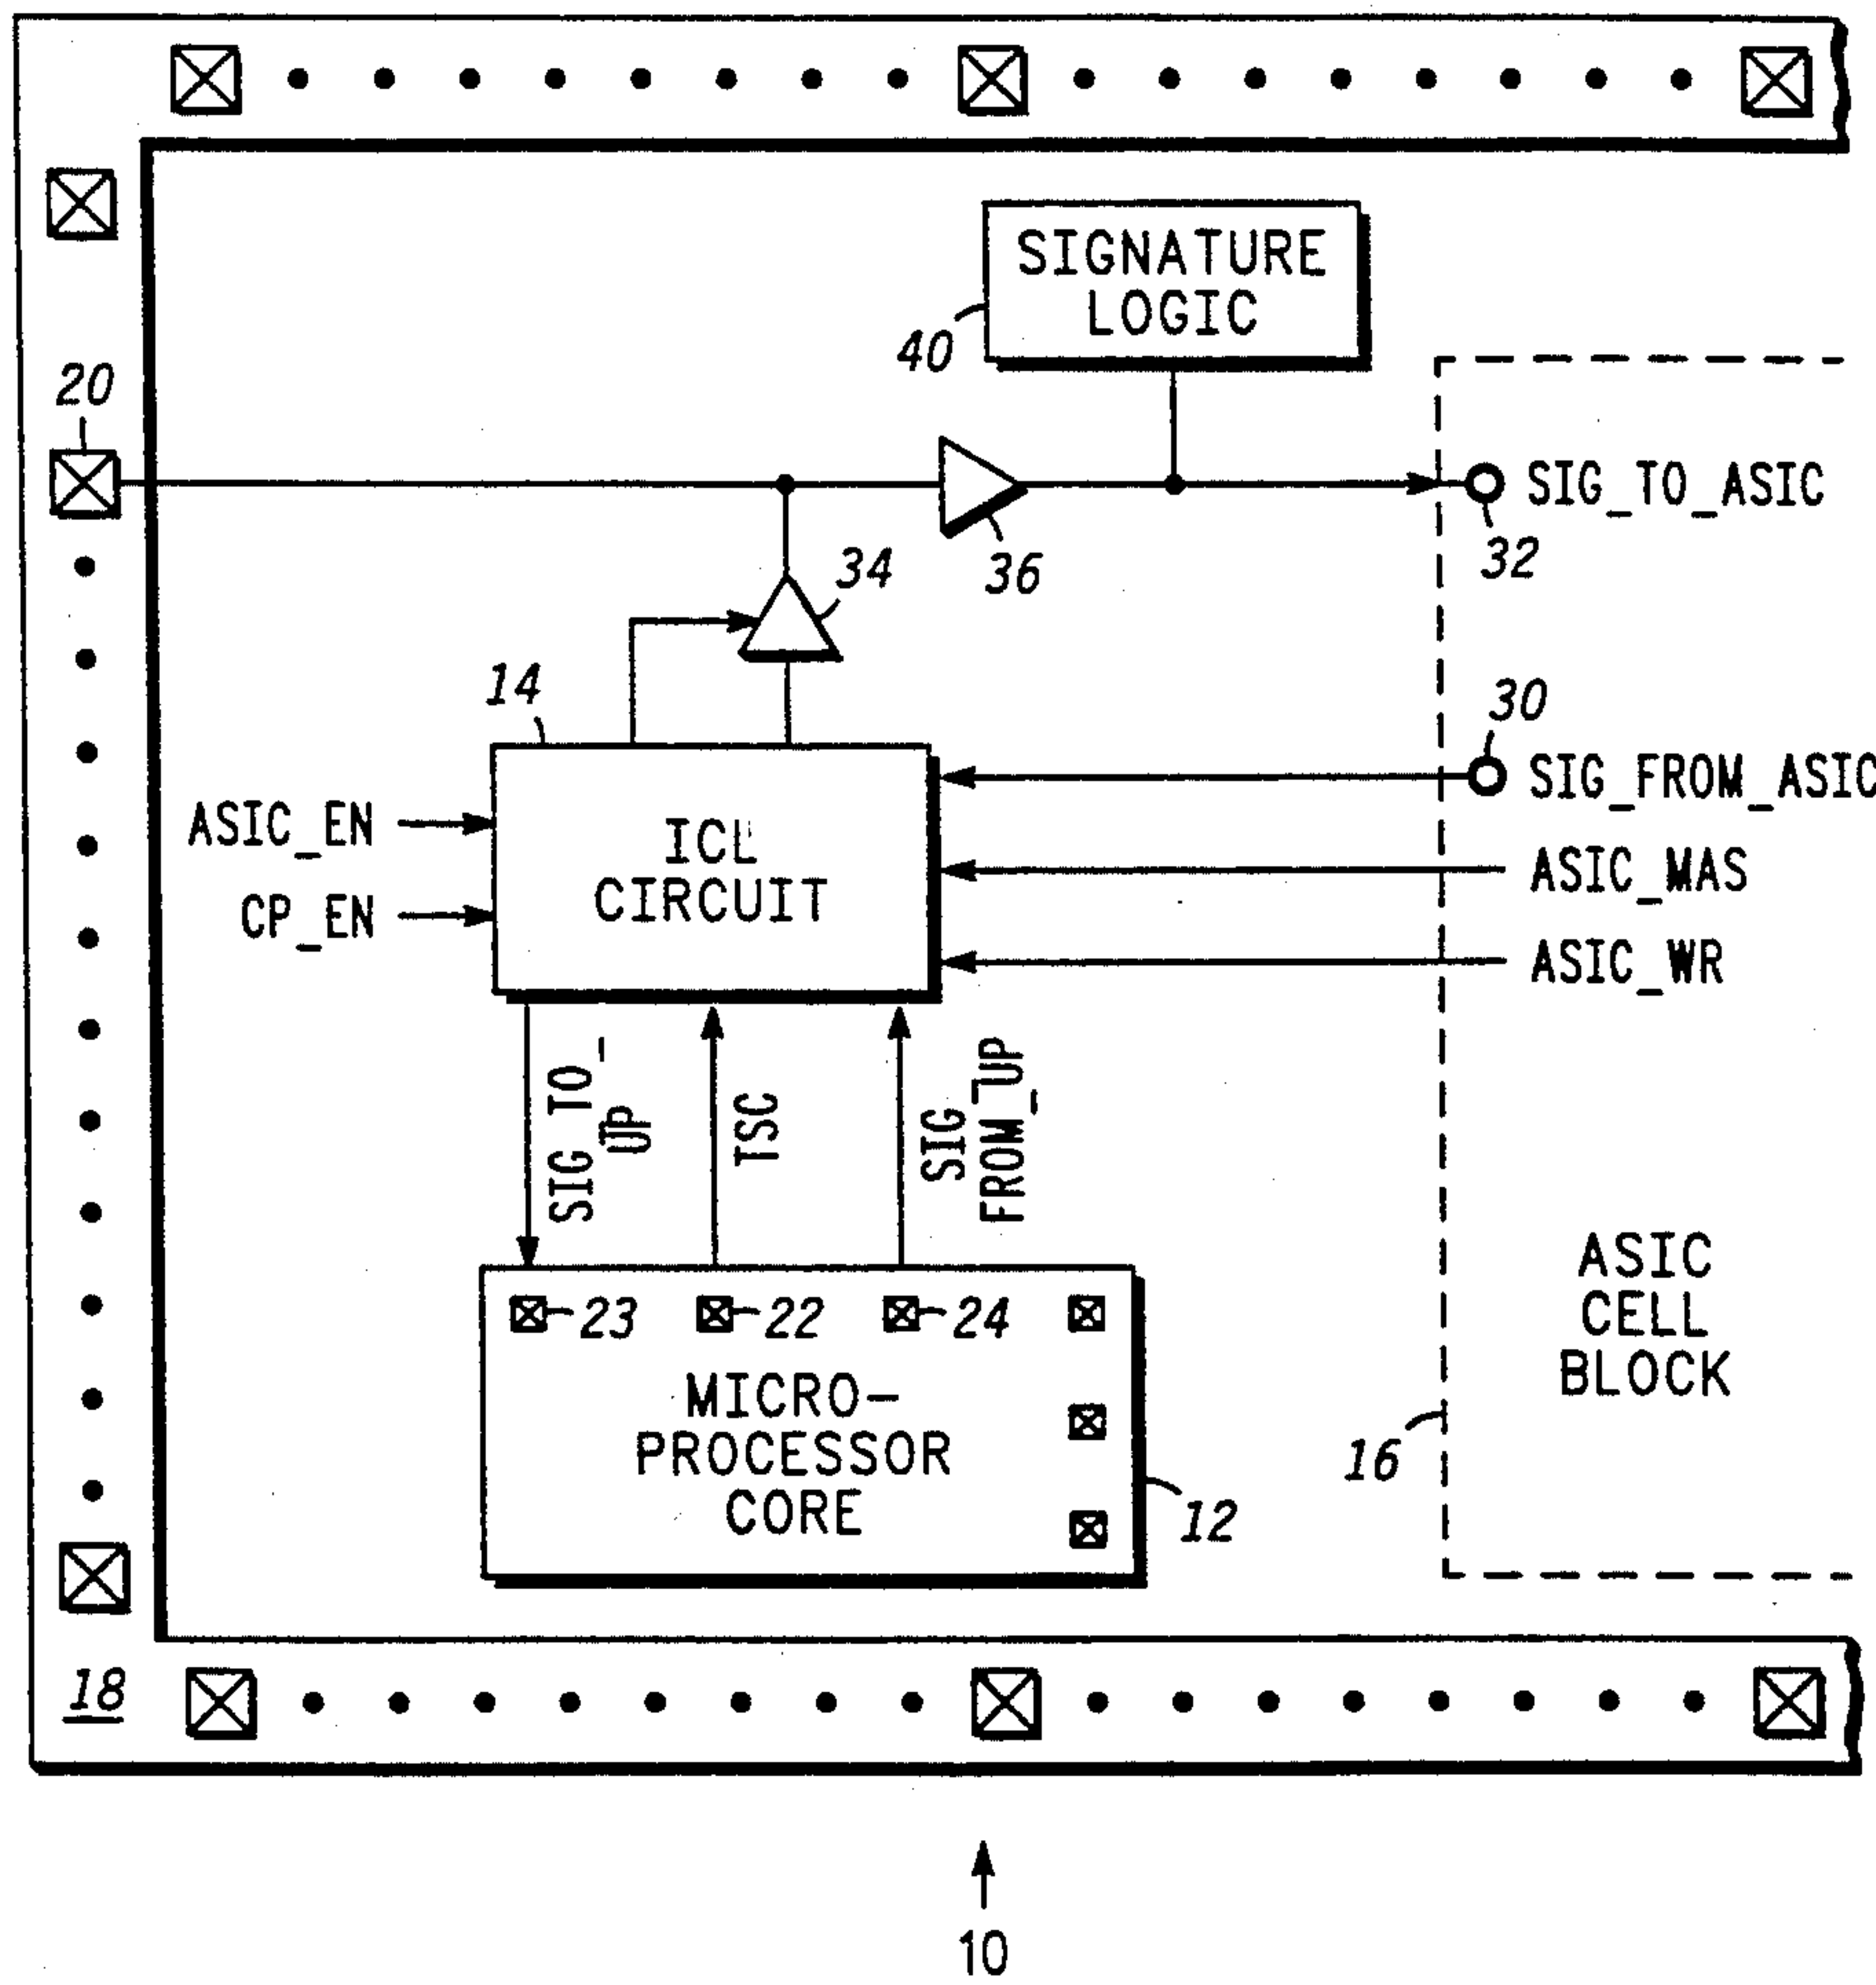 SIGNATURE
LOGIC
40
20
SIG_TO_ASIC
32
36
34
14
30
SIG_FROM_ASIC
ASIC_EN
ICL
CIRCUIT
ASIC_MAS
CP_EN
ASIC_WR
SIG_TO_
UP
TSC
SIG_
FROM_UP
23
22
24
MICRO-
PROCESSOR
CORE
12
ASIC
CELL
BLOCK
16
18
10